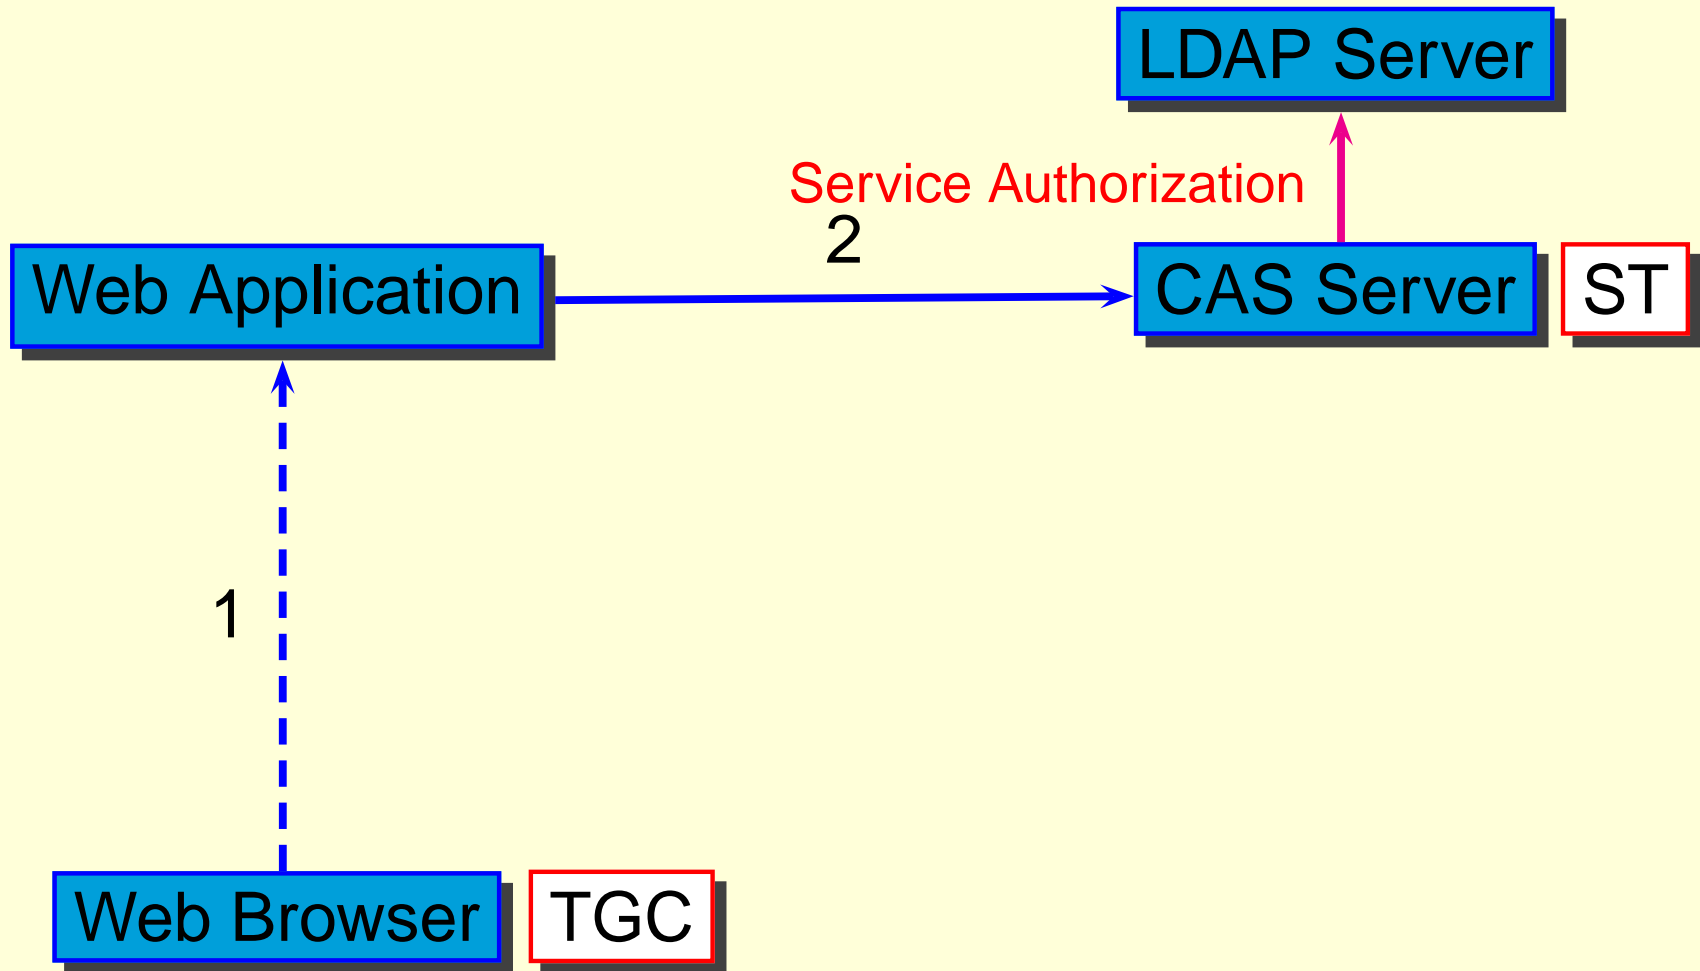 LDAP Server
Service Authorization
2
Web Application
CAS Server
ST
1
Web Browser
TGC